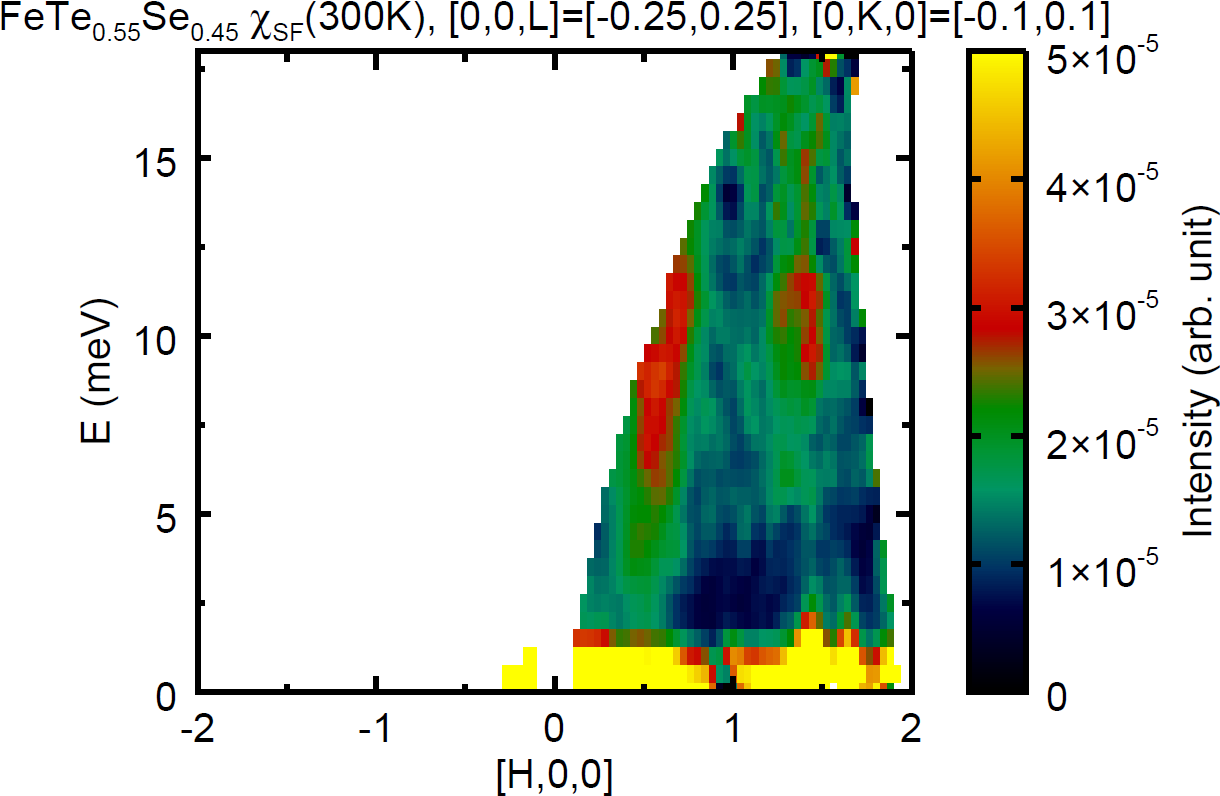 FeTe0.55Se0.45 χSF(300K), [0,0,L]=[-0.25,0.25], [0,K,0]=[-0.1,0.1]
E (meV)
15
10
5
0
-2 -1 0 1 2
[H,0,0]
5×10-5
4×10-5
3×10-5
2×10-5
1×10-5
0
Intensity (arb. unit)